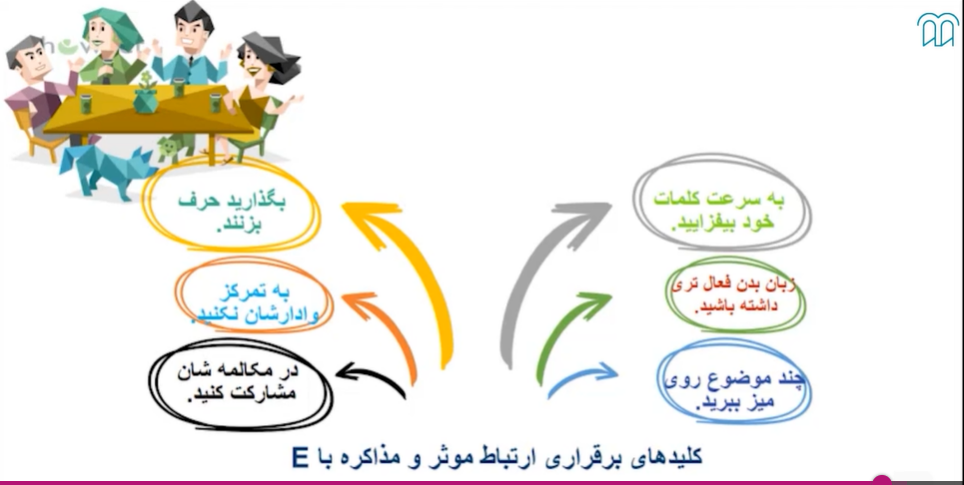 به سرعت کلمات
خود بیفزایید.
زبان بدن فعال تری
داشته باشید.
چند موضوع روی
میز ببرید.
بگذارید حرف
بزنند.
به تمرکز
وادارشان نکنید.
در مکالمه شان
مشارکت کنید.
کلیدهای برقراری ارتباط موثر و مذاکره با E